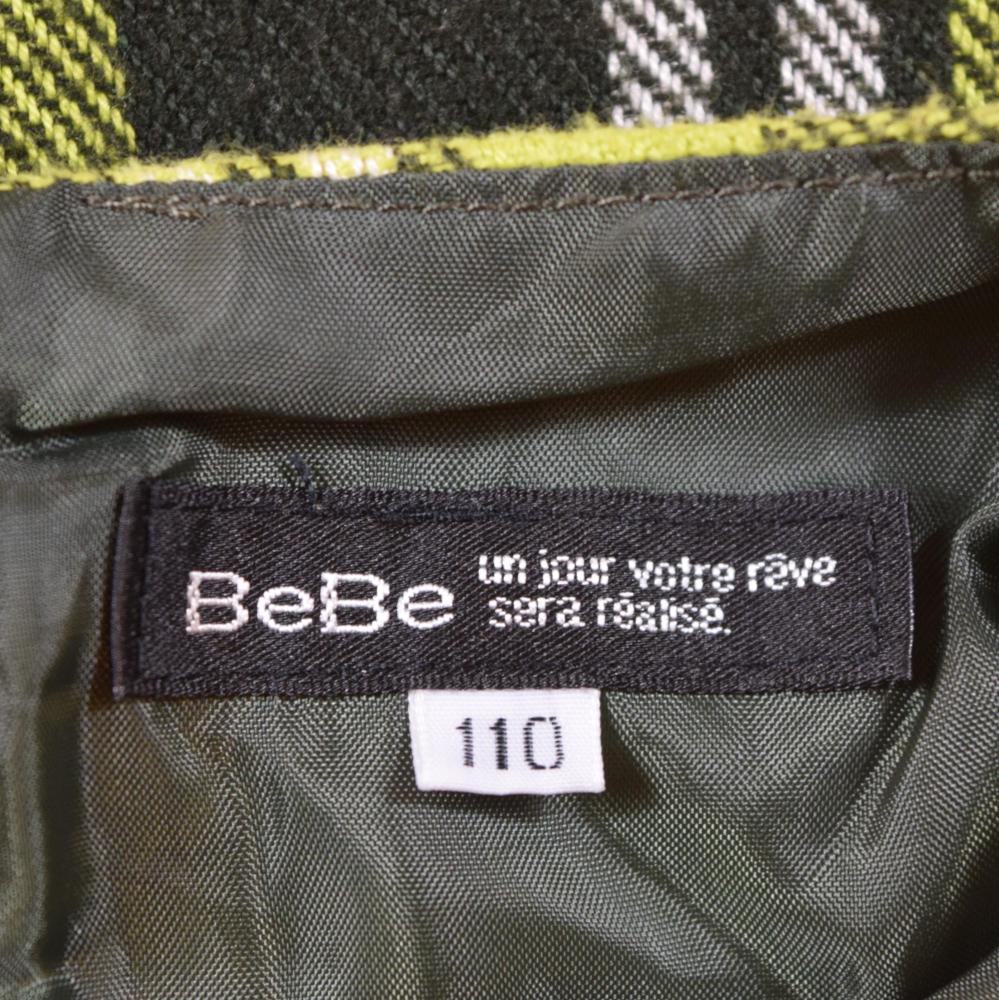 BeBe
un jour votre rêve
sera réalisé.
110